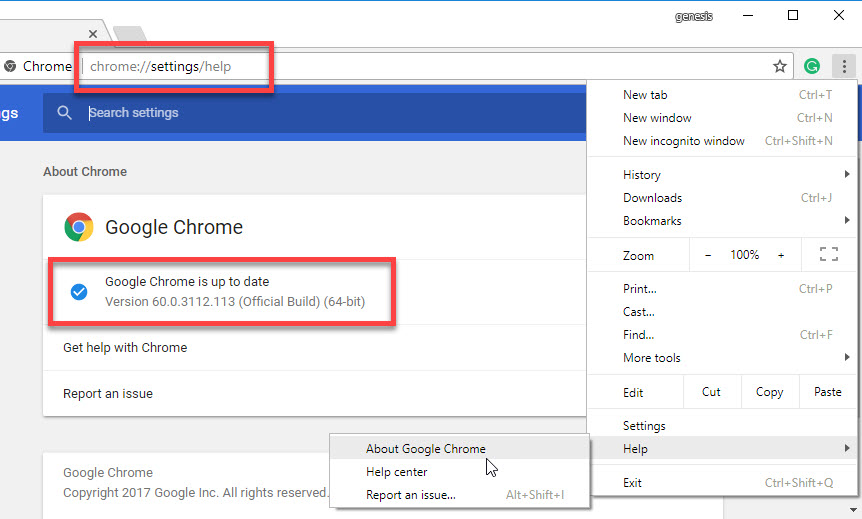 genesis
Chrome | chrome://settings/help
ngs
Search settings
About Chrome
Google Chrome
Google Chrome is up to date
Version 60.0.3112.113 (Official Build) (64-bit)
Get help with Chrome
Report an issue
Google Chrome
Copyright 2017 Google Inc. All rights reserved.
New tab Ctrl+T
New window Ctrl+N
New incognito window Ctrl+Shift+N
History
Downloads Ctrl+J
Bookmarks
Zoom - 100% +
Print... Ctrl+P
Cast...
Find... Ctrl+F
More tools
Edit Cut Copy Paste
Settings
Help
Exit Ctrl+Shift+Q
About Google Chrome
Help center
Report an issue... Alt+Shift+I